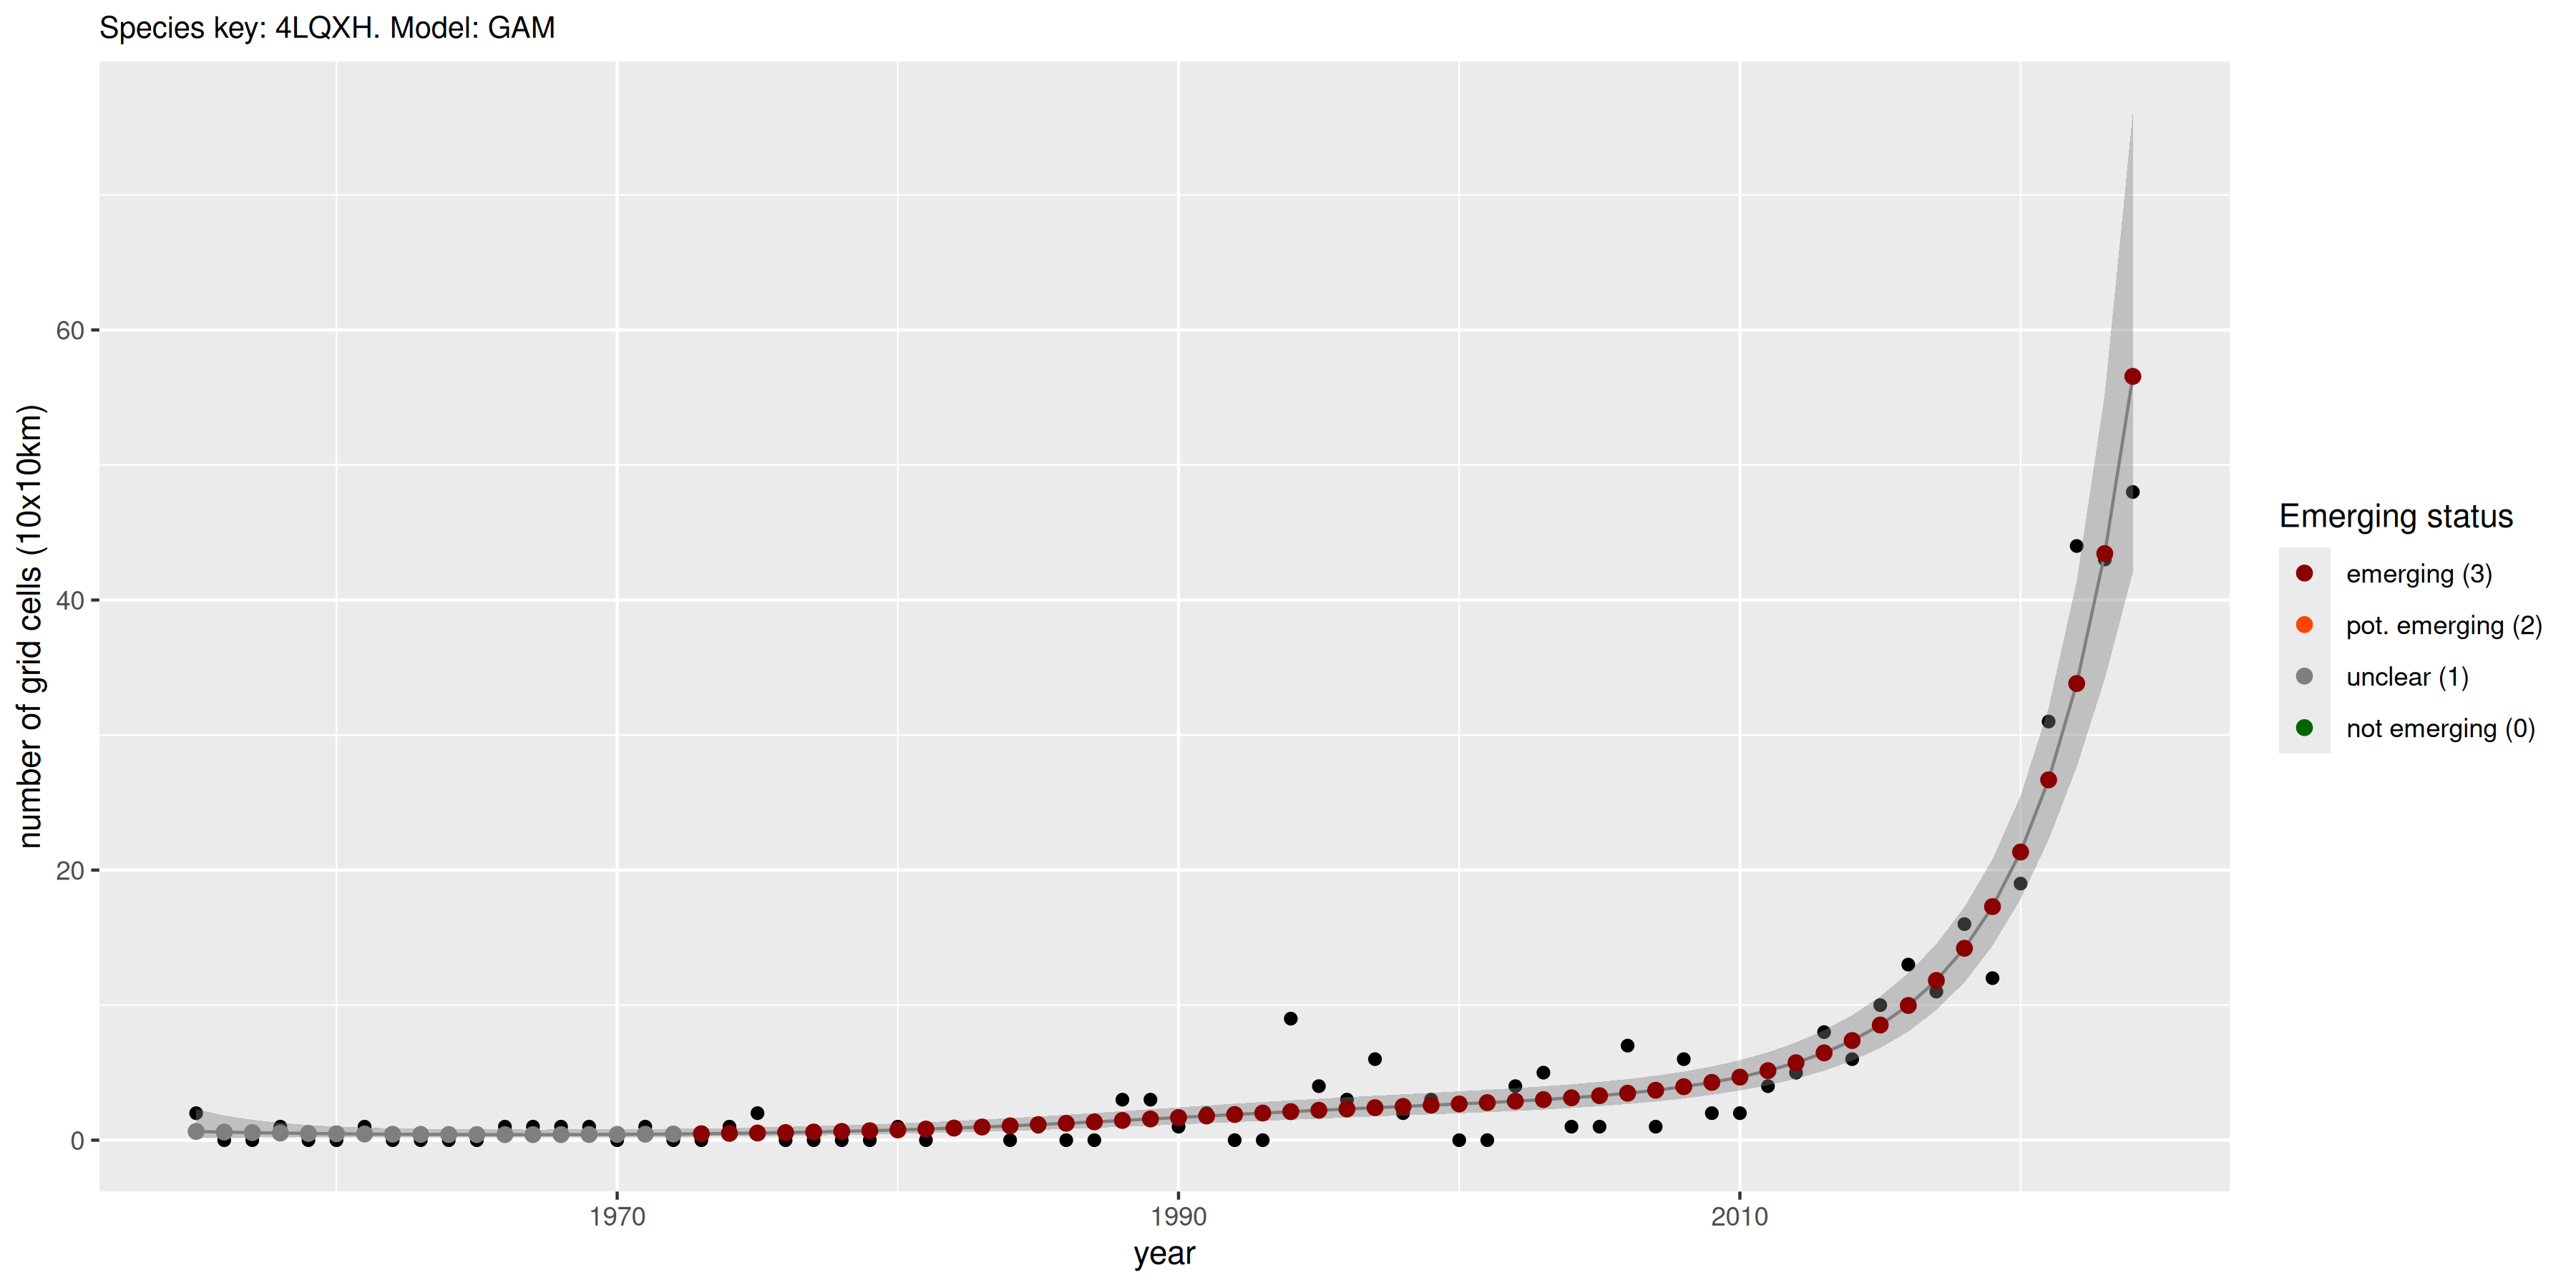 Species key: 4LQXH. Model: GAM
number of grid cells (10x10km)
60
40
20
0
1970
1990
2010
year
Emerging status
emerging (3)
pot. emerging (2)
unclear (1)
not emerging (0)